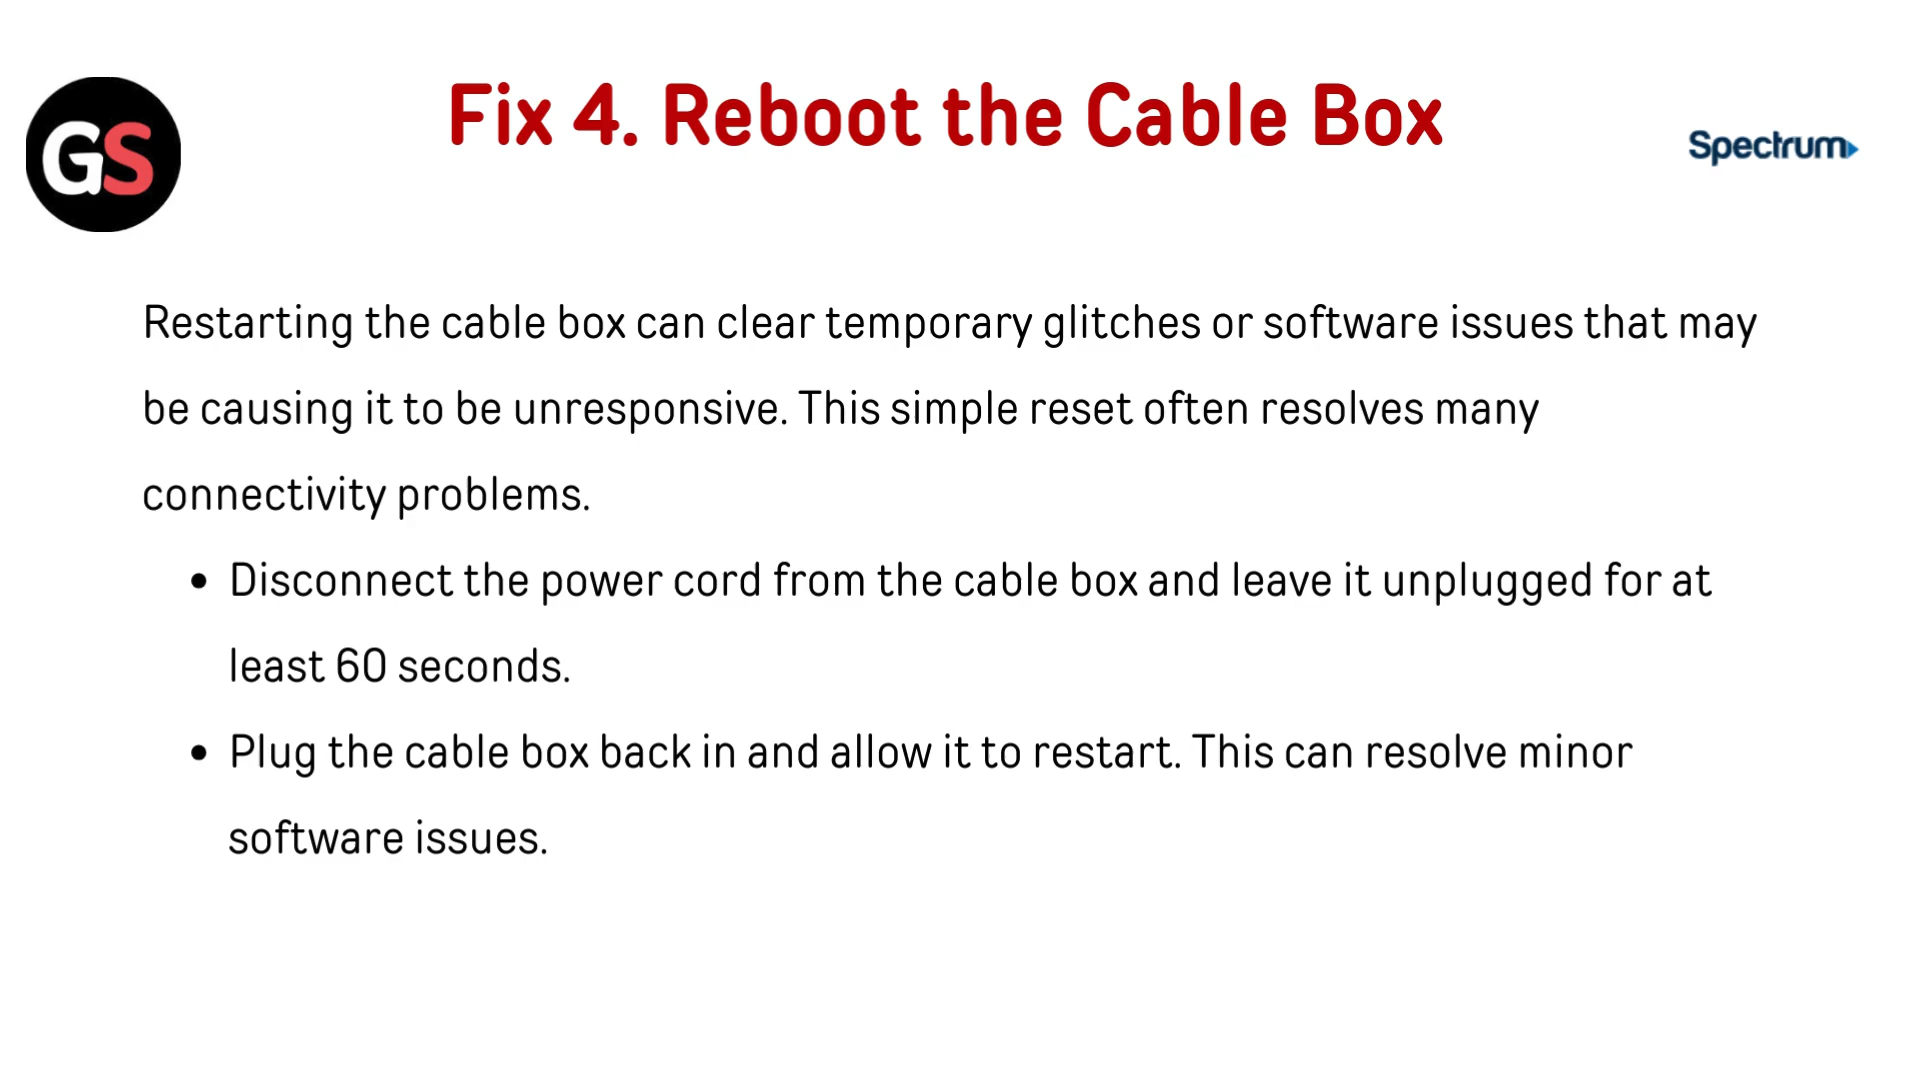 Fix 4. Reboot the Cable Box
GS
Spectrum
Restarting the cable box can clear temporary glitches or software issues that may
be causing it to be unresponsive. This simple reset often resolves many
connectivity problems.
• Disconnect the power cord from the cable box and leave it unplugged for at
least 60 seconds.
• Plug the cable box back in and allow it to restart. This can resolve minor
software issues.